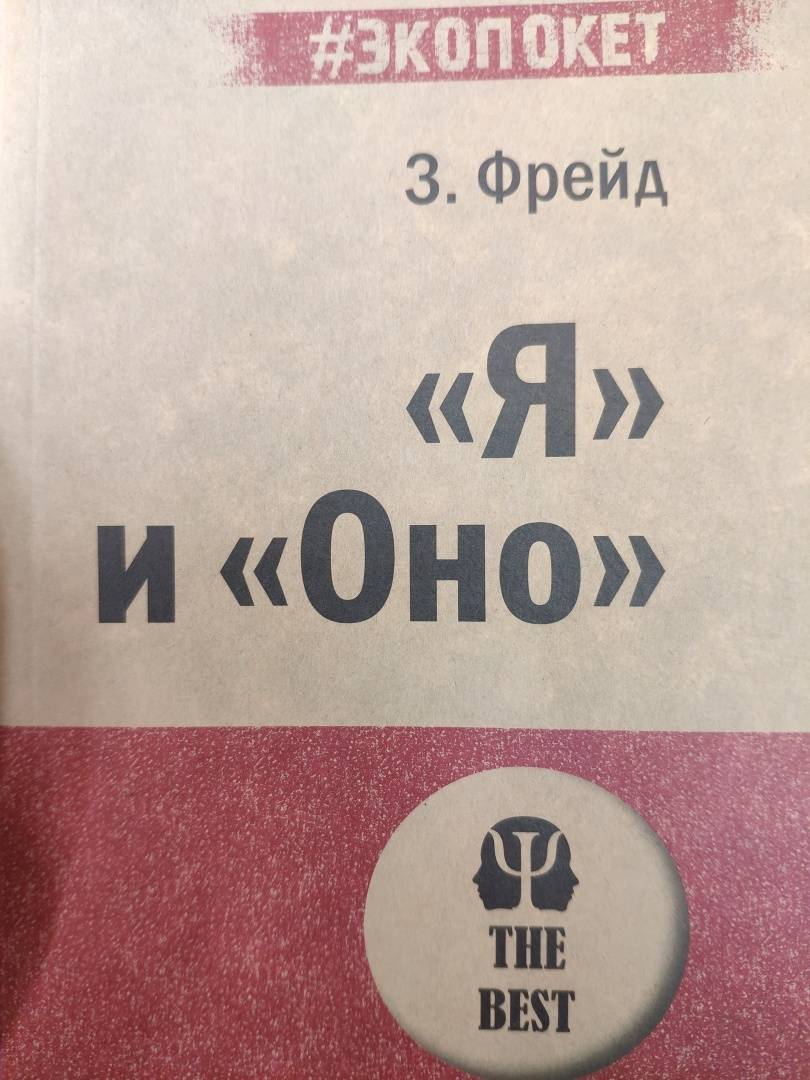 #ЭКОПОКЕТ
З. Фрейд
«Я»
и «Оно»
Ψ
THE
BEST